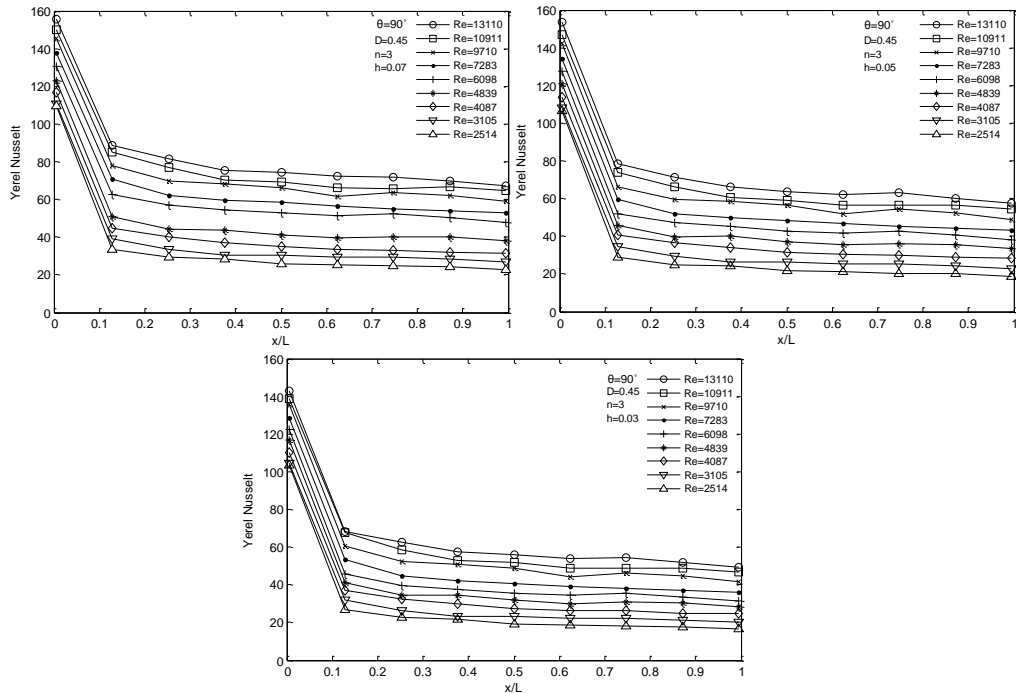 160
140
120
100
80
60
40
20
0
Yerel Nusselt
0 0.1 0.2 0.3 0.4 0.5 0.6 0.7 0.8 0.9 1
x/L
θ=90°
D=0.45
n=3
h=0.07
Re=13110
Re=10911
Re=9710
Re=7283
Re=6098
Re=4839
Re=4087
Re=3105
Re=2514
160
140
120
100
80
60
40
20
0
Yerel Nusselt
0 0.1 0.2 0.3 0.4 0.5 0.6 0.7 0.8 0.9 1
x/L
θ=90°
D=0.45
n=3
h=0.05
Re=13110
Re=10911
Re=9710
Re=7283
Re=6098
Re=4839
Re=4087
Re=3105
Re=2514
160
140
120
100
80
60
40
20
0
Yerel Nusselt
0 0.1 0.2 0.3 0.4 0.5 0.6 0.7 0.8 0.9 1
x/L
θ=90°
D=0.45
n=3
h=0.03
Re=13110
Re=10911
Re=9710
Re=7283
Re=6098
Re=4839
Re=4087
Re=3105
Re=2514